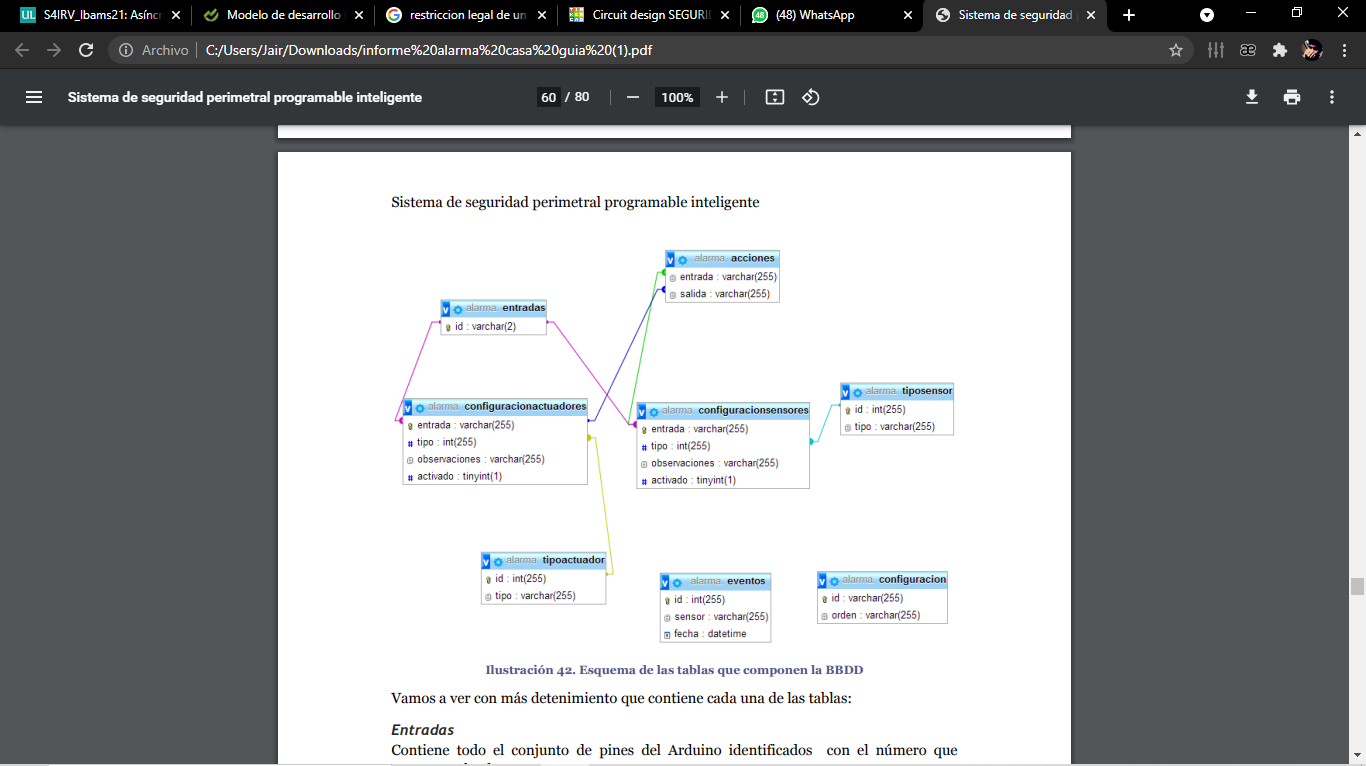 S4IRV_Ibams21: Asínc
Modelo de desarrollo
restriccion legal de un
Circuit design SEGURI
(48) WhatsApp
Sistema de seguridad
Archivo
C:/Users/Jair/Downloads/informe%20alarma%20casa%20guia%20(1).pdf
Sistema de seguridad perimetral programable inteligente
60 / 80
100%
Sistema de seguridad perimetral programable inteligente
alarma acciones
entrada : varchar(255)
salida : varchar(255)
alarma entradas
id : varchar(2)
alarma configuracionactuadores
entrada : varchar(255)
tipo : int(255)
observaciones : varchar(255)
activado : tinyint(1)
alarma configuracionsensores
entrada : varchar(255)
tipo : int(255)
observaciones : varchar(255)
activado : tinyint(1)
alarma tiposensor
id : int(255)
tipo : varchar(255)
alarma tipoactuador
id : int(255)
tipo : varchar(255)
alarma eventos
id : int(255)
sensor : varchar(255)
fecha : datetime
alarma configuracion
id : varchar(255)
orden : varchar(255)
Ilustración 42. Esquema de las tablas que componen la BBDD
Vamos a ver con más detenimiento que contiene cada una de las tablas:
Entradas
Contiene todo el conjunto de pines del Arduino identificados con el número que